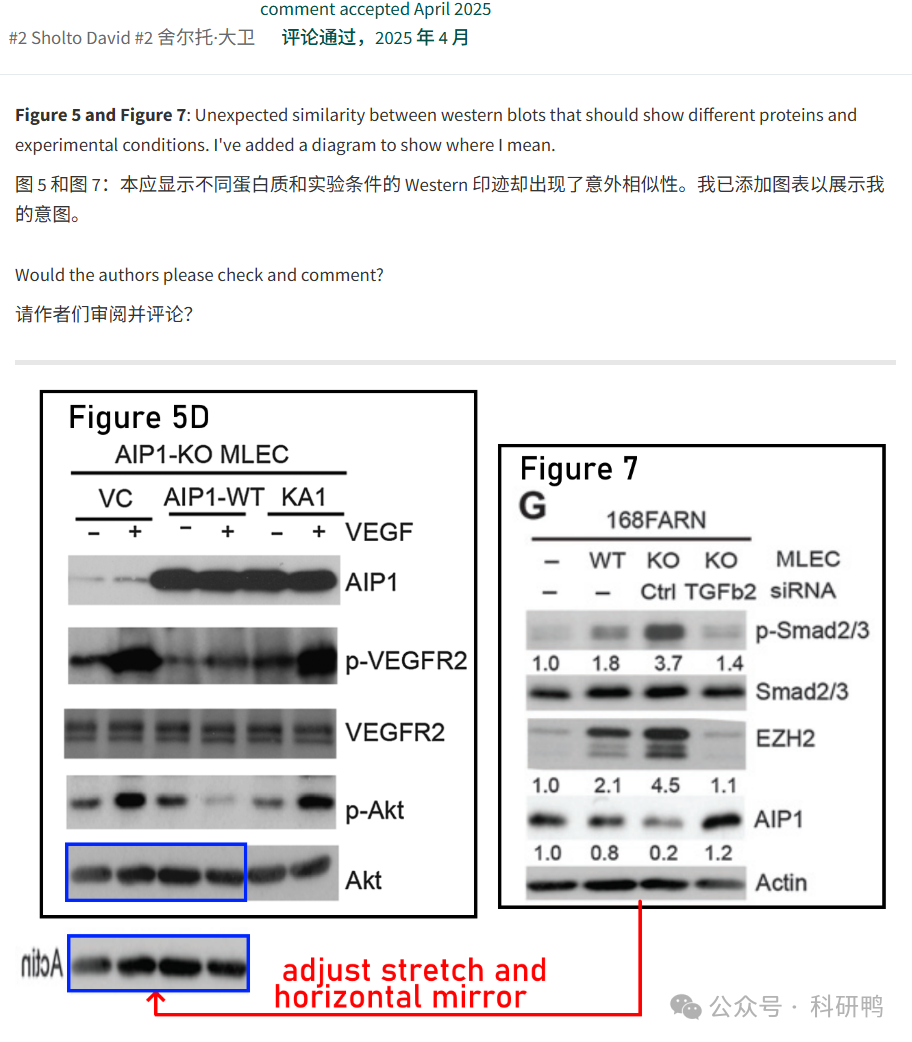 comment accepted April 2025
#2 Sholto David #2 舍尔托·大卫 评论通过，2025 年 4 月
Figure 5 and Figure 7: Unexpected similarity between western blots that should show different proteins and
experimental conditions. I've added a diagram to show where I mean.
图 5 和图 7：本应显示不同蛋白质和实验条件的 Western 印迹却出现了意外相似性。我已添加图表以展示我
的意图。
Would the authors please check and comment?
请作者们审阅并评论？
Figure 5D
AIP1-KO MLEC
VC AIP1-WT KA1
− + − + − + VEGF
AIP1
p-VEGFR2
VEGFR2
p-Akt
Akt
Figure 7
G
168FARN
− WT KO KO MLEC
− − Ctrl TGFb2 siRNA
p-Smad2/3
1.0 1.8 3.7 1.4
Smad2/3
EZH2
1.0 2.1 4.5 1.1
AIP1
1.0 0.8 0.2 1.2
Actin
Actin
adjust stretch and
horizontal mirror
公众号 · 科研鸭